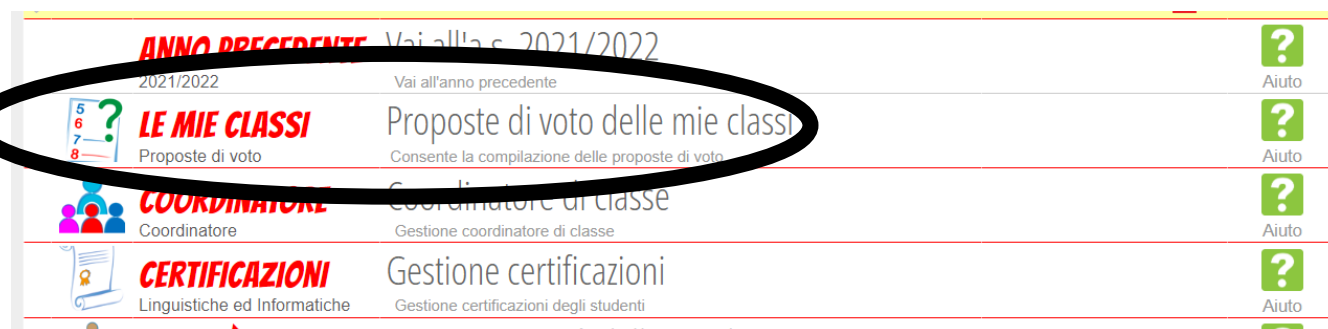 ANNO PRECEDENTE Vai all'a.s. 2021/2022
2021/2022 Vai all'anno precedente Aiuto
5
6
7
8
LE MIE CLASSI Proposte di voto delle mie classi
Proposte di voto Consente la compilazione delle proposte di voto Aiuto
COORDINATORE Coordinatore di classe
Coordinatore Gestione coordinatore di classe Aiuto
CERTIFICAZIONI Gestione certificazioni
Linguistiche ed Informatiche Gestione certificazioni degli studenti Aiuto